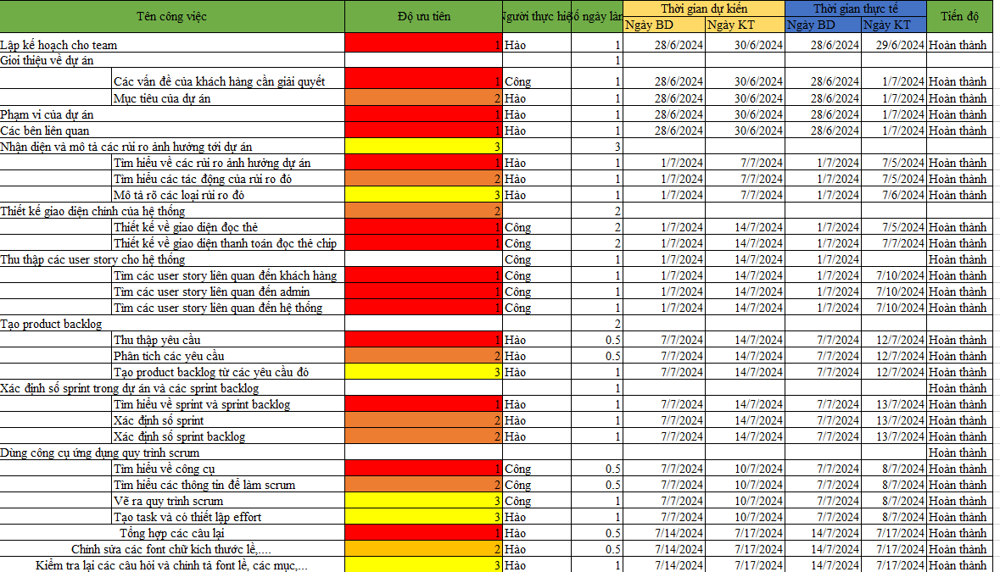 Tên công việc Độ ưu tiên Người thực hiệ ố ngày làn Thời gian dự kiến Thời gian thực tế Tiến độ
Ngày BD Ngày KT Ngày BD Ngày KT
Lập kế hoạch cho team 1 Hào 1 28/6/2024 30/6/2024 28/6/2024 29/6/2024 Hoàn thành
Giới thiệu về dự án 1
Các vấn đề của khách hàng cần giải quyết 1 Công 1 28/6/2024 30/6/2024 28/6/2024 1/7/2024 Hoàn thành
Mục tiêu của dự án 2 Hào 1 28/6/2024 30/6/2024 28/6/2024 1/7/2024 Hoàn thành
Phạm vi của dự án 1 Hào 1 28/6/2024 30/6/2024 28/6/2024 1/7/2024 Hoàn thành
Các bên liên quan 1 Hào 1 28/6/2024 30/6/2024 28/6/2024 1/7/2024 Hoàn thành
Nhận diện và mô tả các rủi ro ảnh hưởng tới dự án 3 3
Tìm hiểu về các rủi ro ảnh hưởng dự án 1 Hào 1 1/7/2024 7/7/2024 1/7/2024 7/5/2024 Hoàn thành
Tìm hiểu các tác động của rủi ro đó 2 Hào 1 1/7/2024 7/7/2024 1/7/2024 7/5/2024 Hoàn thành
Mô tả rõ các loại rủi ro đó 3 Hào 1 1/7/2024 7/7/2024 1/7/2024 7/6/2024 Hoàn thành
Thiết kế giao diện chính của hệ thống 2 2
Thiết kế về giao diện đọc thẻ 1 Công 2 1/7/2024 14/7/2024 1/7/2024 7/5/2024 Hoàn thành
Thiết kế về giao diện thanh toán đọc thẻ chip 1 Công 2 1/7/2024 14/7/2024 1/7/2024 7/7/2024 Hoàn thành
Thu thập các user story cho hệ thống Công 1 1/7/2024 14/7/2024 1/7/2024 Hoàn thành
Tìm các user story liên quan đến khách hàng 1 Công 1 1/7/2024 14/7/2024 1/7/2024 7/10/2024 Hoàn thành
Tìm các user story liên quan đến admin 1 Công 1 1/7/2024 14/7/2024 1/7/2024 7/10/2024 Hoàn thành
Tìm các user story liên quan đến hệ thống 1 Công 1 1/7/2024 14/7/2024 1/7/2024 7/10/2024 Hoàn thành
Tạo product backlog 2
Thu thập yêu cầu 1 Hào 0.5 7/7/2024 14/7/2024 7/7/2024 12/7/2024 Hoàn thành
Phân tích các yêu cầu 2 Hào 0.5 7/7/2024 14/7/2024 7/7/2024 12/7/2024 Hoàn thành
Tạo product backlog từ các yêu cầu đó 3 Hào 1 7/7/2024 14/7/2024 7/7/2024 12/7/2024 Hoàn thành
Xác định số sprint trong dự án và các sprint backlog 1 Hoàn thành
Tìm hiểu về sprint và sprint backlog 1 Hào 1 7/7/2024 14/7/2024 7/7/2024 13/7/2024 Hoàn thành
Xác định số sprint 2 Hào 1 7/7/2024 14/7/2024 7/7/2024 13/7/2024 Hoàn thành
Xác định số sprint backlog 2 Hào 1 7/7/2024 14/7/2024 7/7/2024 13/7/2024 Hoàn thành
Dùng công cụ ứng dụng quy trình scrum Hoàn thành
Tìm hiểu về công cụ 1 Công 0.5 7/7/2024 10/7/2024 7/7/2024 8/7/2024 Hoàn thành
Tìm hiểu các thông tin để làm scrum 2 Công 0.5 7/7/2024 10/7/2024 7/7/2024 8/7/2024 Hoàn thành
Vẽ ra quy trình scrum 3 Công 1 7/7/2024 10/7/2024 7/7/2024 8/7/2024 Hoàn thành
Tạo task và có thiết lập effort 3 Hào 1 7/7/2024 10/7/2024 7/7/2024 8/7/2024 Hoàn thành
Tổng hợp các câu lại 1 Hào 0.5 7/14/2024 7/17/2024 14/7/2024 7/17/2024 Hoàn thành
Chỉnh sửa các font chữ kích thước lề,.... 2 Hào 0.5 7/14/2024 7/17/2024 14/7/2024 7/17/2024 Hoàn thành
Kiểm tra lại các câu hỏi và chính tả font lề, các mục,... 3 Hào 1 7/14/2024 7/17/2024 14/7/2024 7/17/2024 Hoàn thành